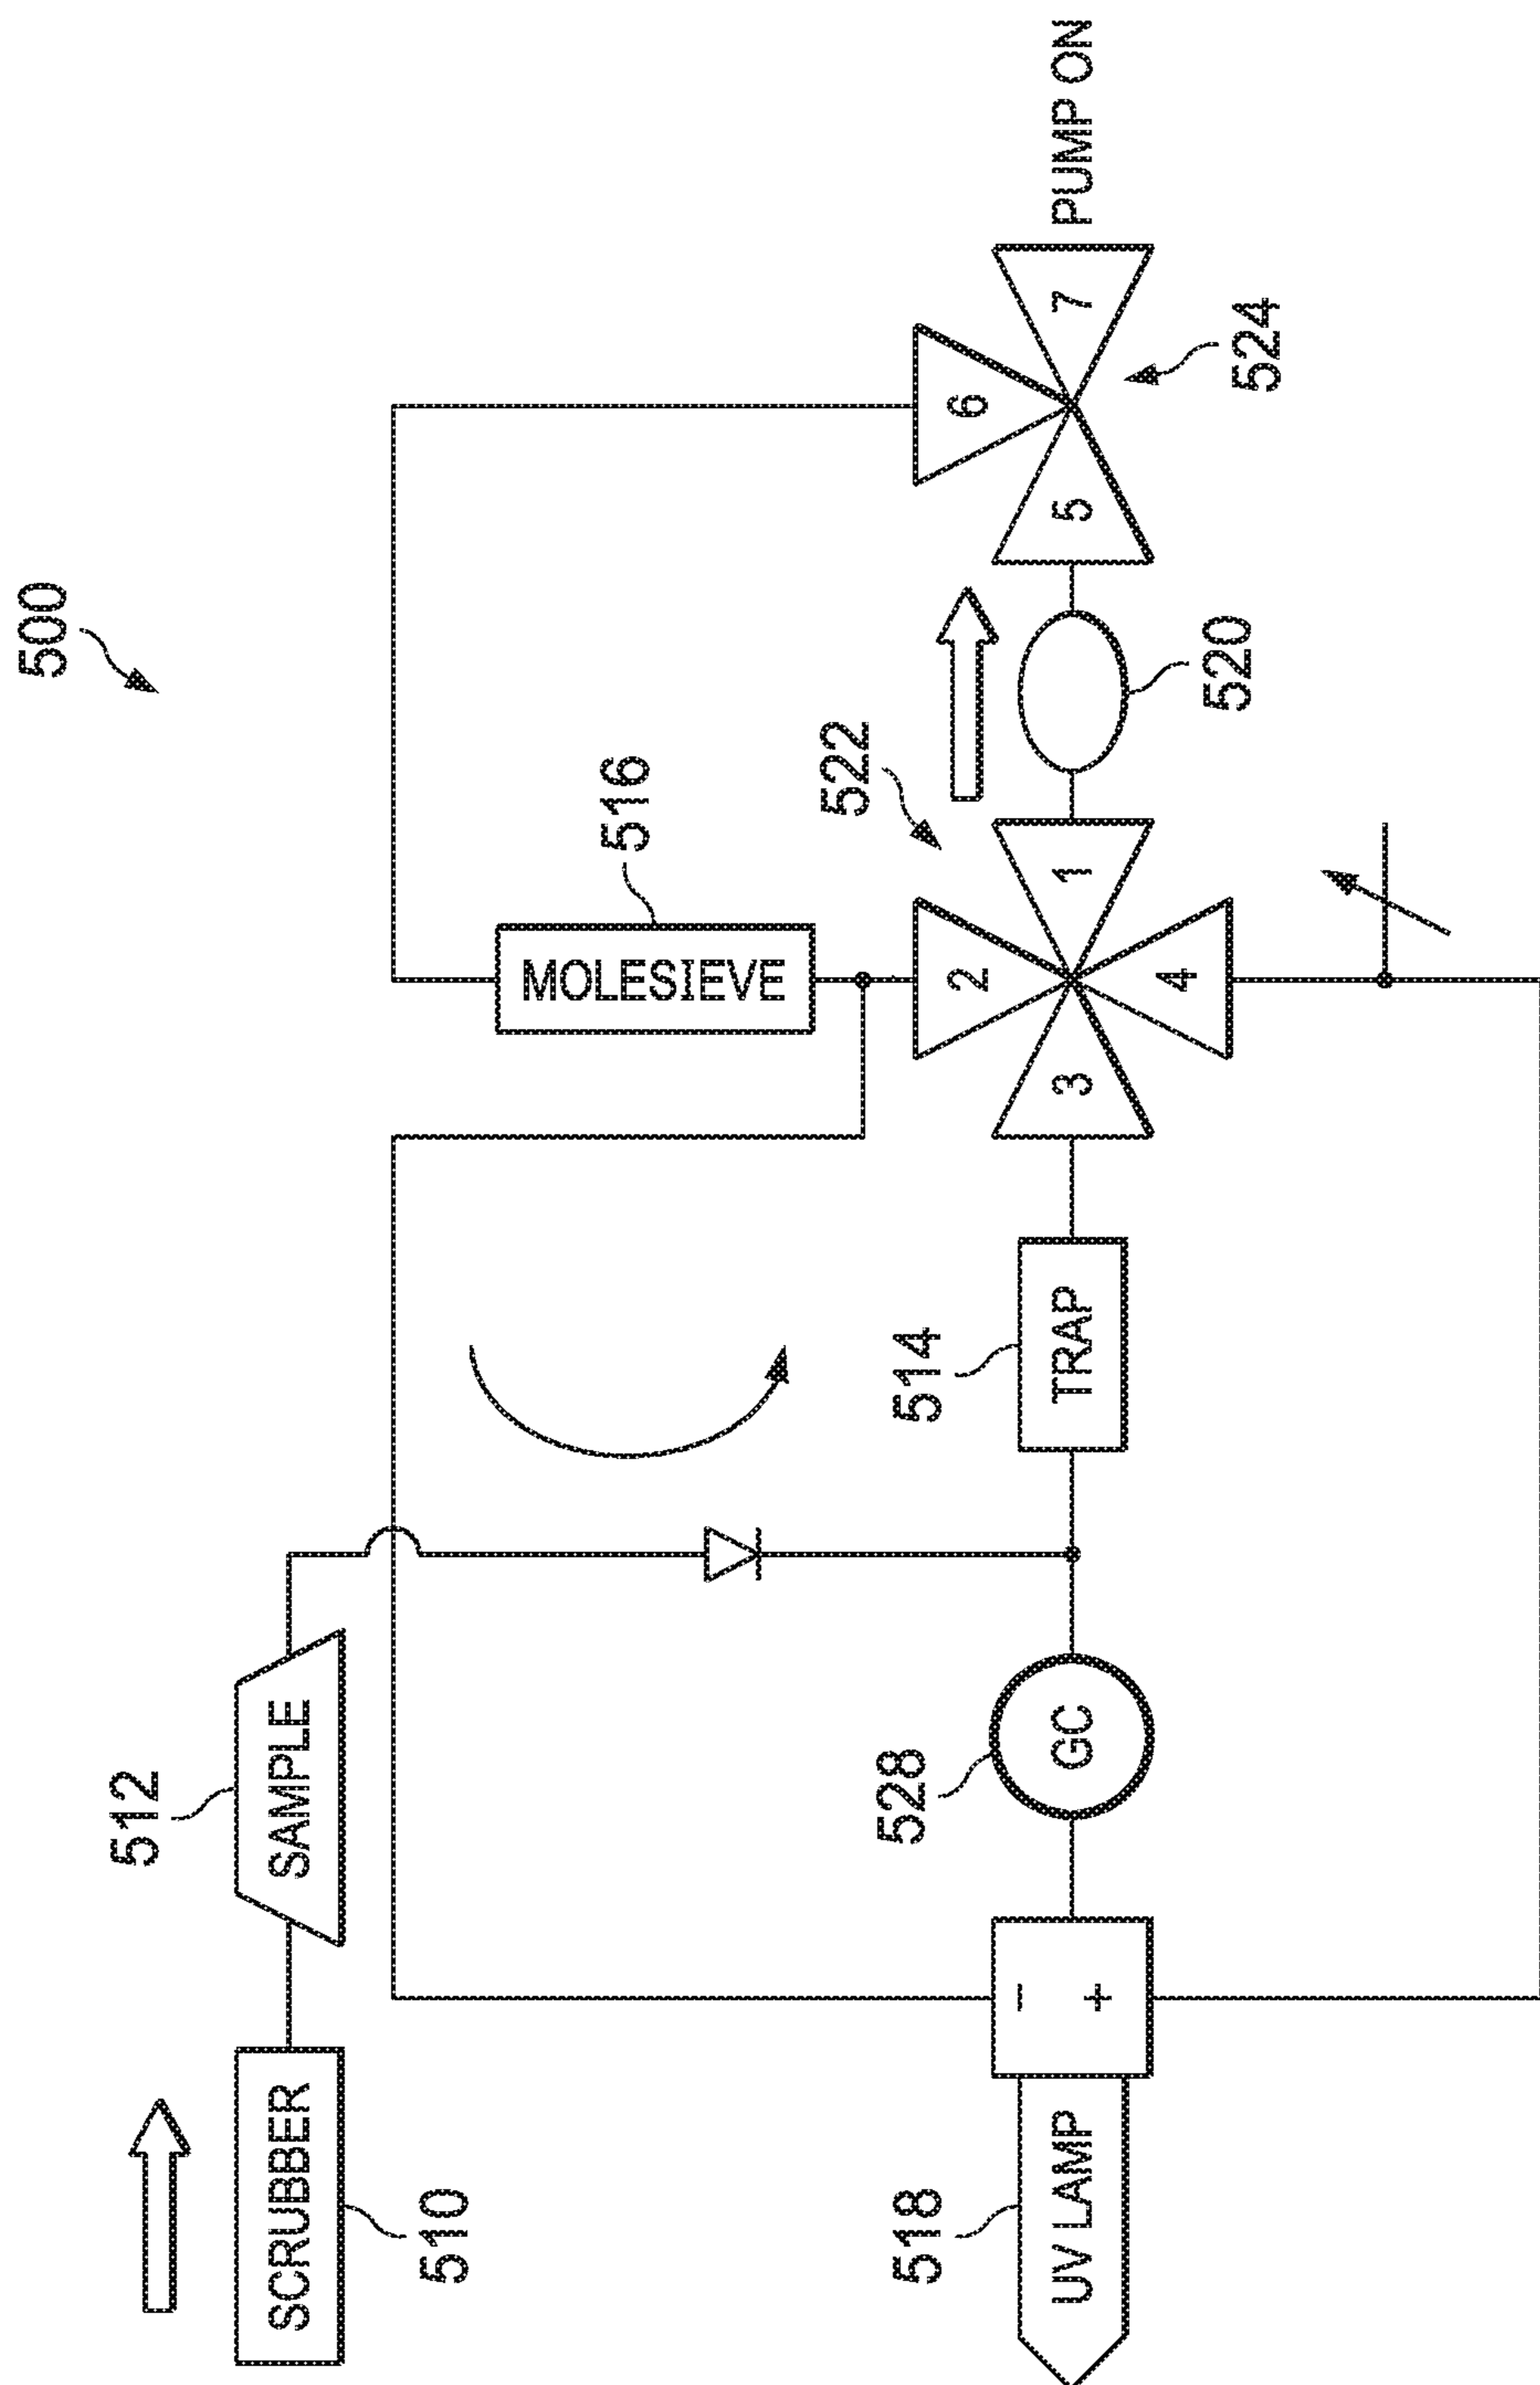 500
SCRUBBER
510
SAMPLE
512
MOLESIEVE
516
522
UV LAMP
518
-
+
GC
528
TRAP
514
3
2
1
4
520
5
6
7
524
PUMP ON